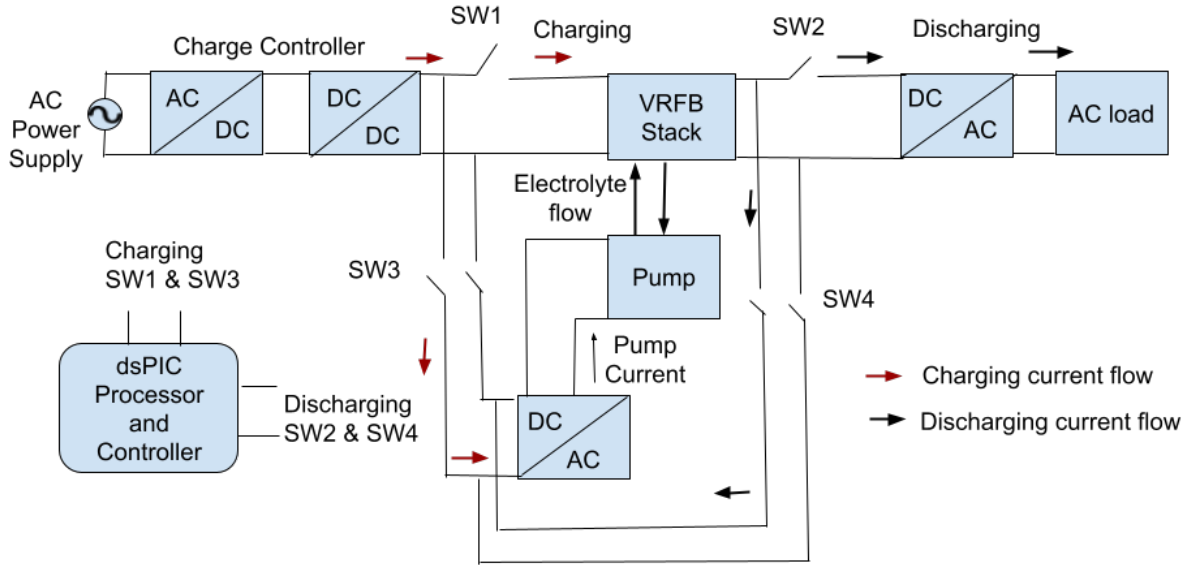 SW1
Charge Controller
Charging
SW2
Discharging
AC
Power
Supply
AC
DC
DC
DC
VRFB
Stack
DC
AC
AC load
Electrolyte
flow
Charging
SW1 & SW3
SW3
Pump
SW4
dsPIC
Processor
and
Controller
Discharging
SW2 & SW4
Pump
Current
DC
AC
Charging current flow
Discharging current flow